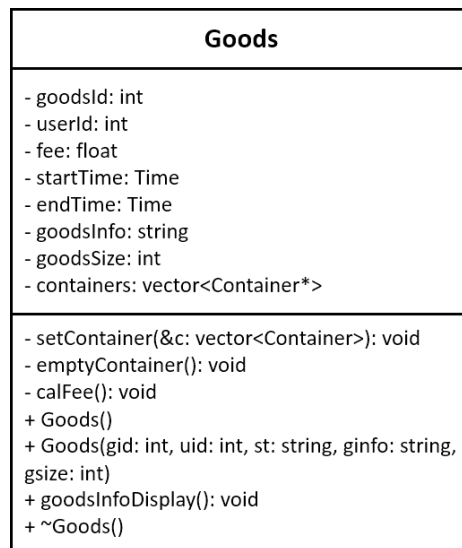 Goods
- goodsId: int
- userId: int
- fee: float
- startTime: Time
- endTime: Time
- goodsInfo: string
- goodsSize: int
- containers: vector<Container*>
- setContainer(&c: vector<Container>): void
- emptyContainer(): void
- calFee(): void
+ Goods()
+ Goods(gid: int, uid: int, st: string, ginfo: string,
gsize: int)
+ goodsInfoDisplay(): void
+ ~Goods()